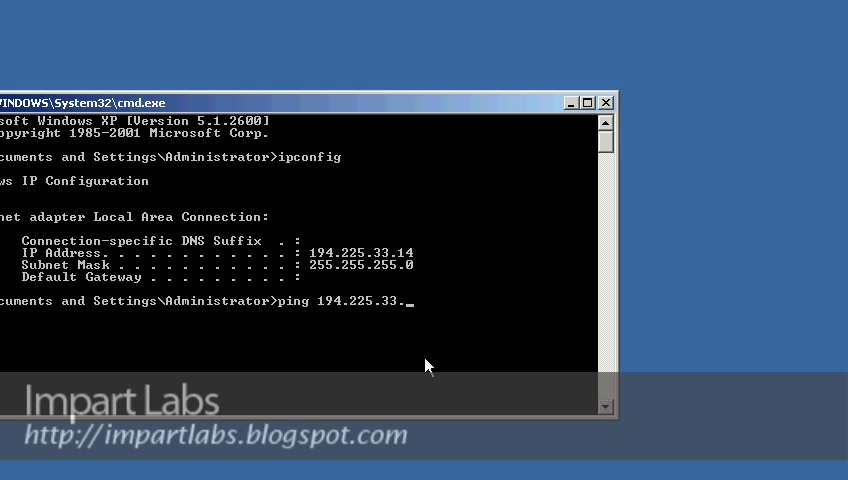 WINDOWS\System32\cmd.exe
soft Windows XP [Version 5.1.2600]
opyright 1985-2001 Microsoft Corp.
cuments and Settings\Administrator>ipconfig
ws IP Configuration
net adapter Local Area Connection:
Connection-specific DNS Suffix . :
IP Address. . . . . . . . . . . . : 194.225.33.14
Subnet Mask . . . . . . . . . . . : 255.255.255.0
Default Gateway . . . . . . . . . :
cuments and Settings\Administrator>ping 194.225.33._
Impart Labs
http://impartlabs.blogspot.com